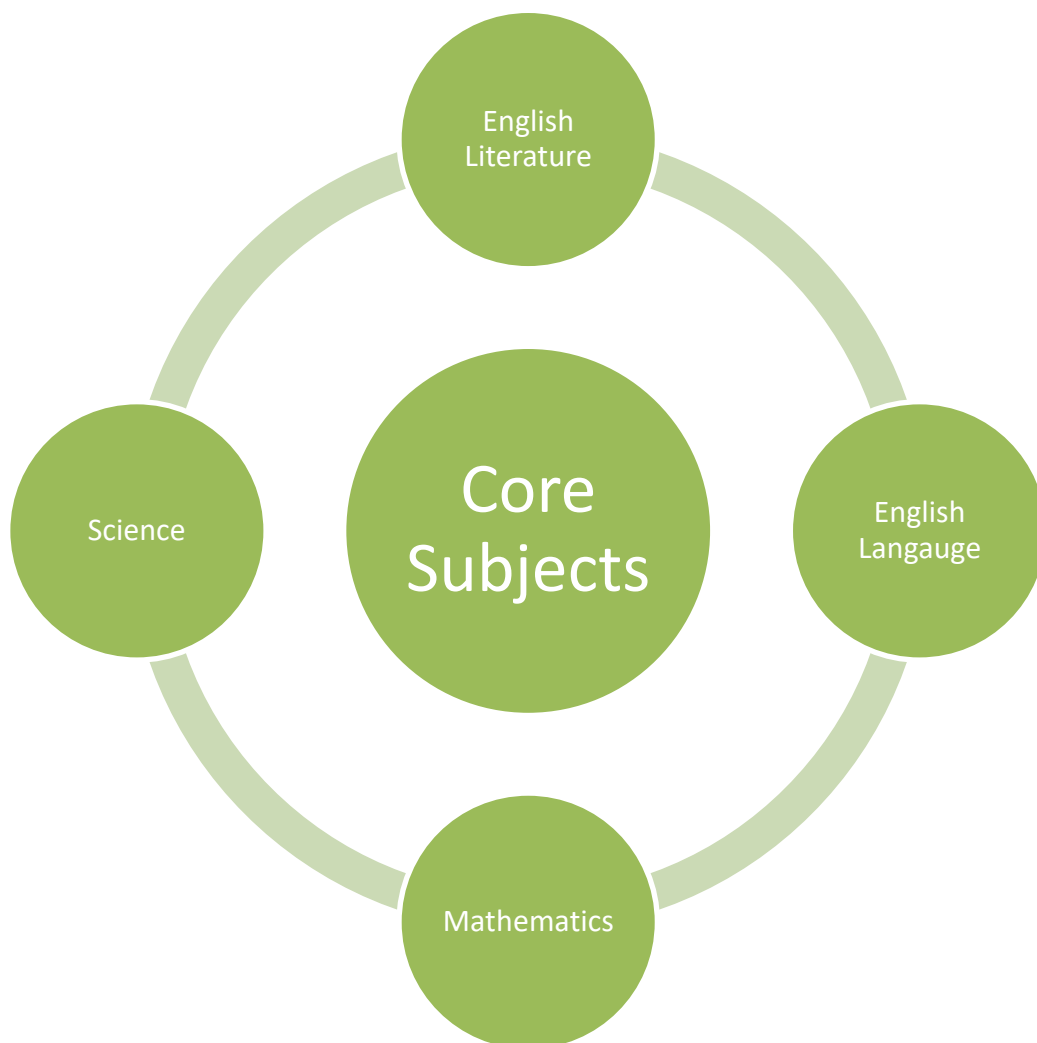 English
Literature
Core
Subjects
Science
English
Langauge
Mathematics